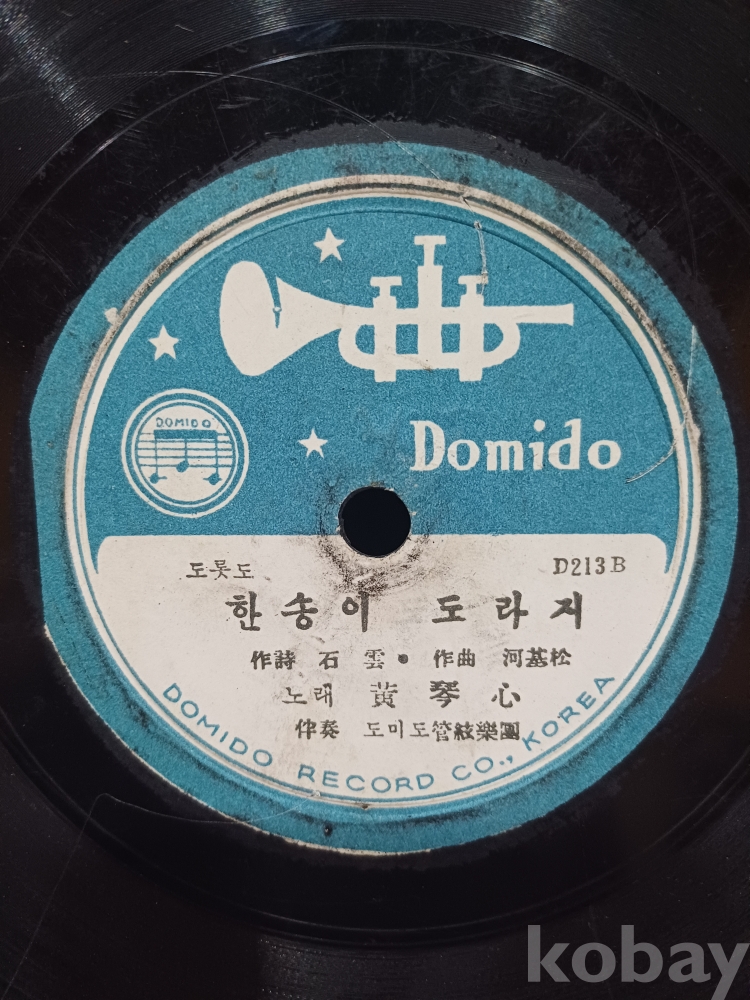 DOMIDO
Domido
도롯도 D213B
한송이 도라지
作詩 石雲 • 作曲 河基松
노래 黃琴心
伴奏 도미도管絃樂團
DOMIDO RECORD CO., KOREA
kobay